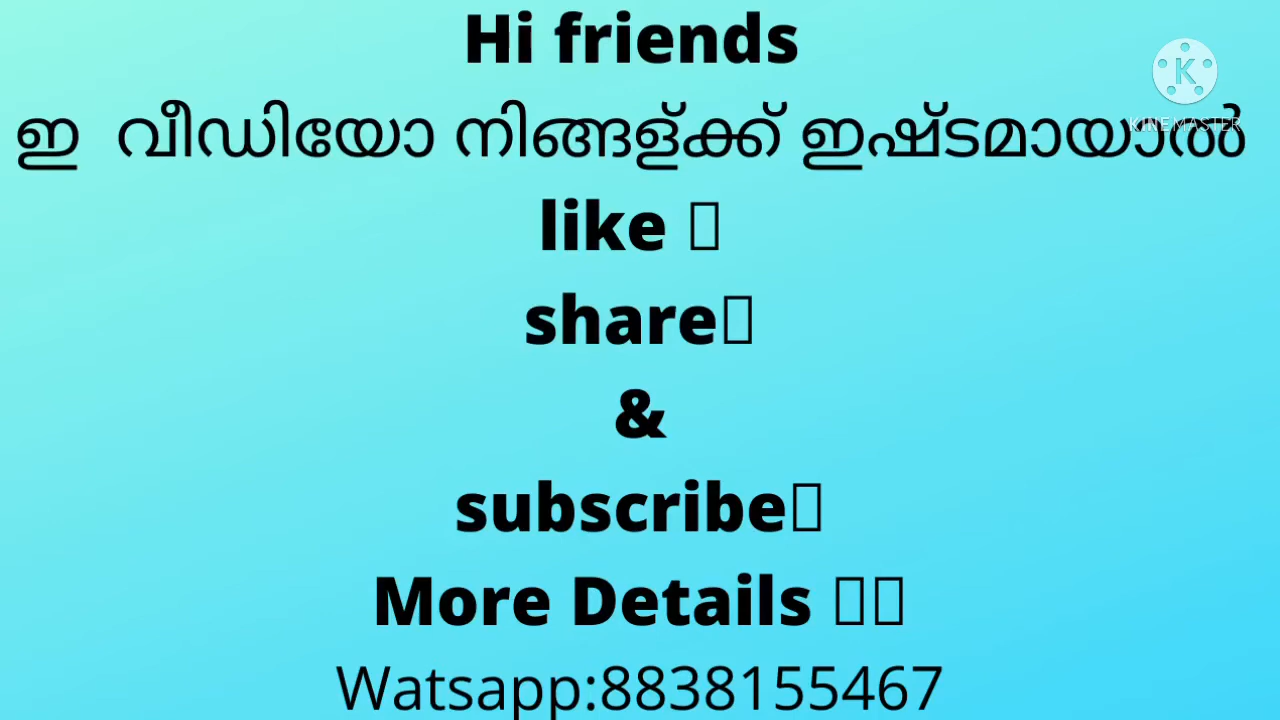 Hi friends
ഇ വീഡിയോ നിങ്ങള്ക്ക് ഇഷ്ടമായാൽ
like
share
&
subscribe
More Details
Watsapp:8838155467
K
KINEMASTER